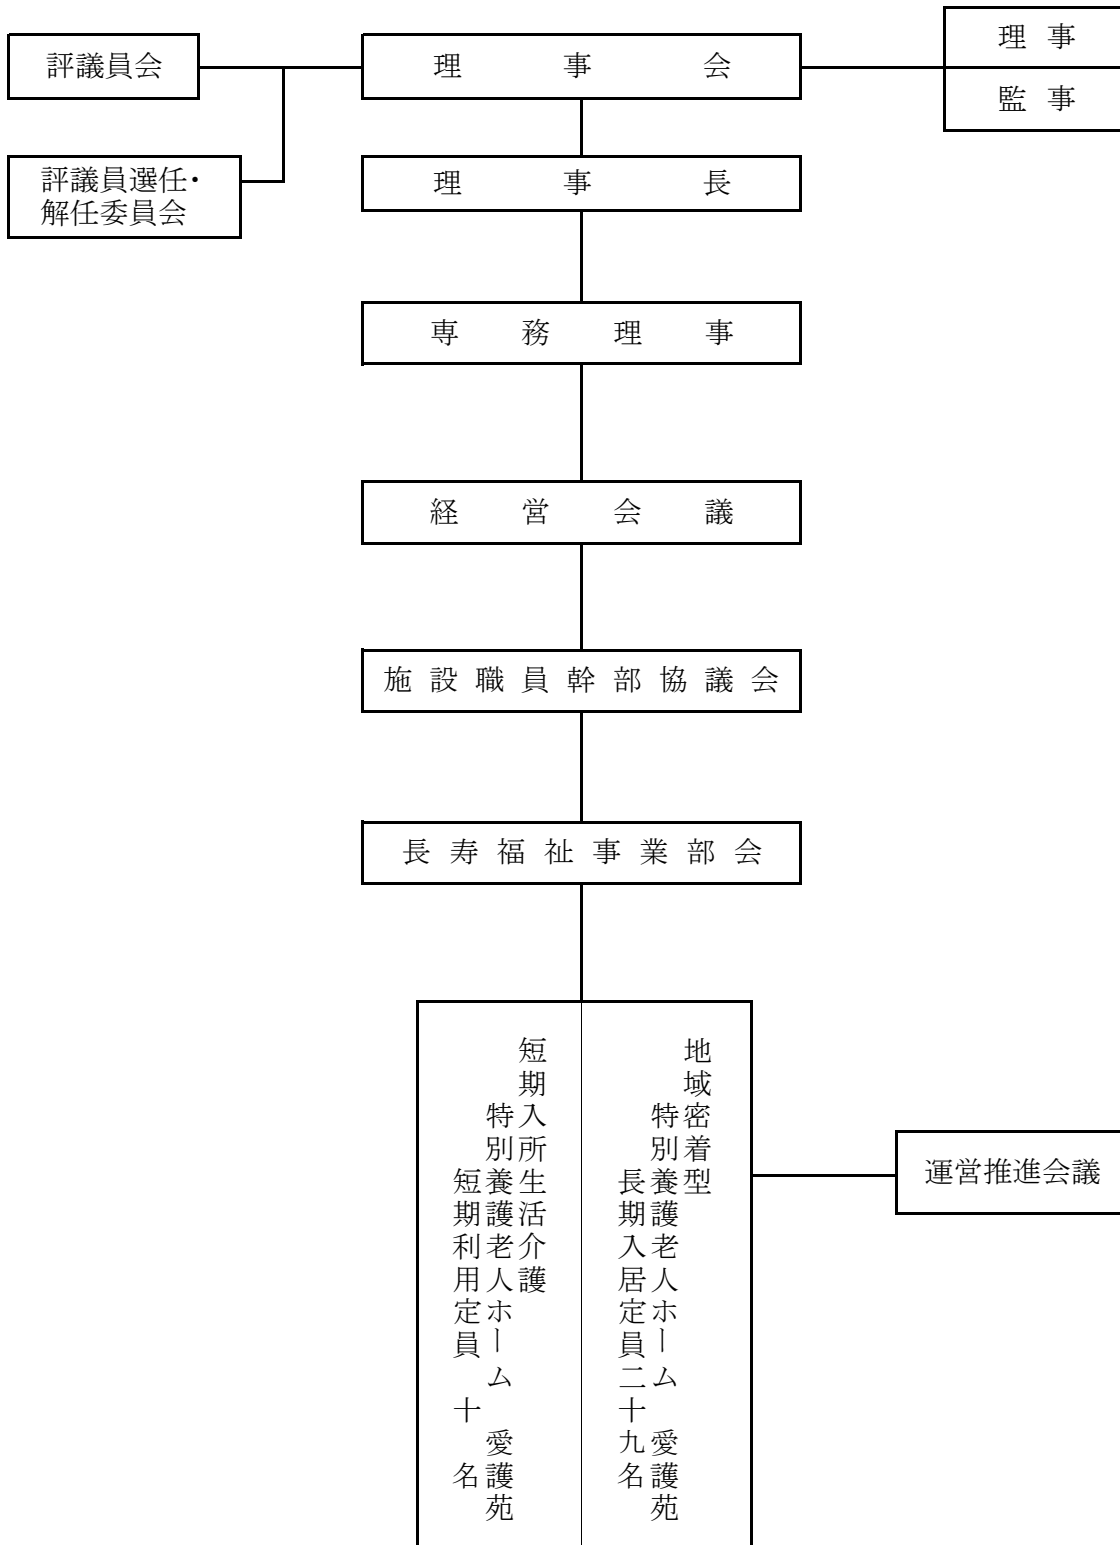 評議員会
理事会
理事
監事
評議員選任・
解任委員会
理事長
専務理事
経営会議
施設職員幹部協議会
長寿福祉事業部会
地域密着型
特別養護老人ホーム 愛護苑
長期入居定員二十九名
短期入所生活介護
特別養護老人ホーム 愛護苑
短期利用定員 十 名
運営推進会議